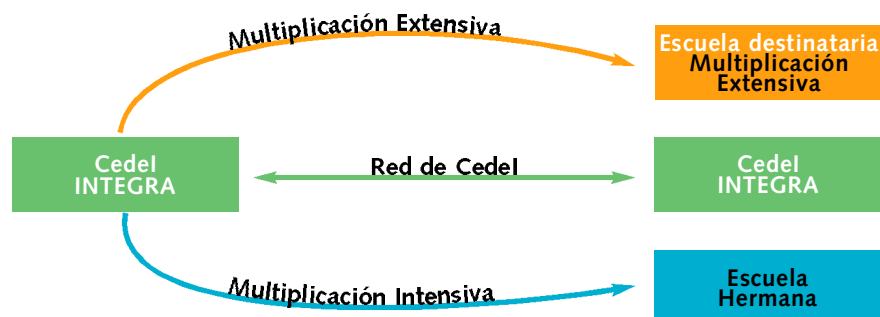 Multiplicación Extensiva
Escuela destinataria
Multiplicación
Extensiva
Cedel
INTEGRA
Red de Cedel
Cedel
INTEGRA
Multiplicación Intensiva
Escuela
Hermana